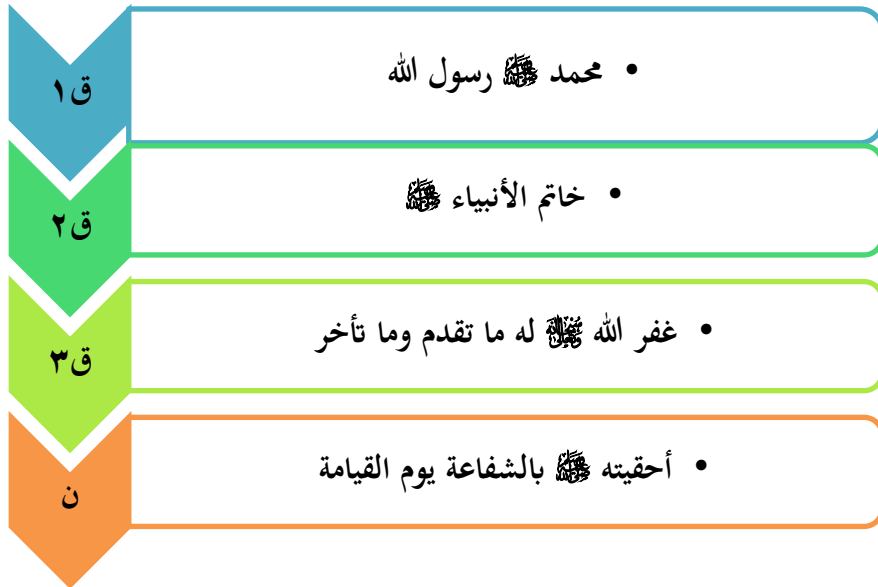 ق١
• محمد ﷺ رسول الله
ق٢
• خاتم الأنبياء ﷺ
ق٣
• غفر الله ﷻ له ما تقدم وما تأخر
ن
• أحقيته ﷺ بالشفاعة يوم القيامة